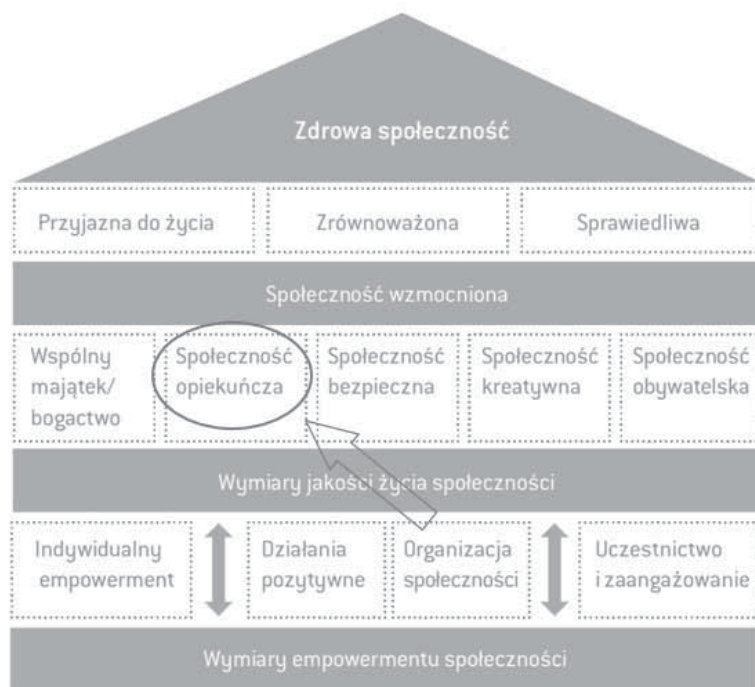 Zdrowa społeczność
Przyjazna do życia
Zrównoważona
Sprawiedliwa
Społeczność wzmocniona
Wspólny
majątek/
bogactwo
Społeczność
opiekuńcza
Społeczność
bezpieczna
Społeczność
kreatywna
Społeczność
obywatelska
Wymiary jakości życia społeczności
Indywidualny
empowerment
Działania
pozytywne
Organizacja
społeczności
Uczestnictwo
i zaangażowanie
Wymiary empowermentu społeczności